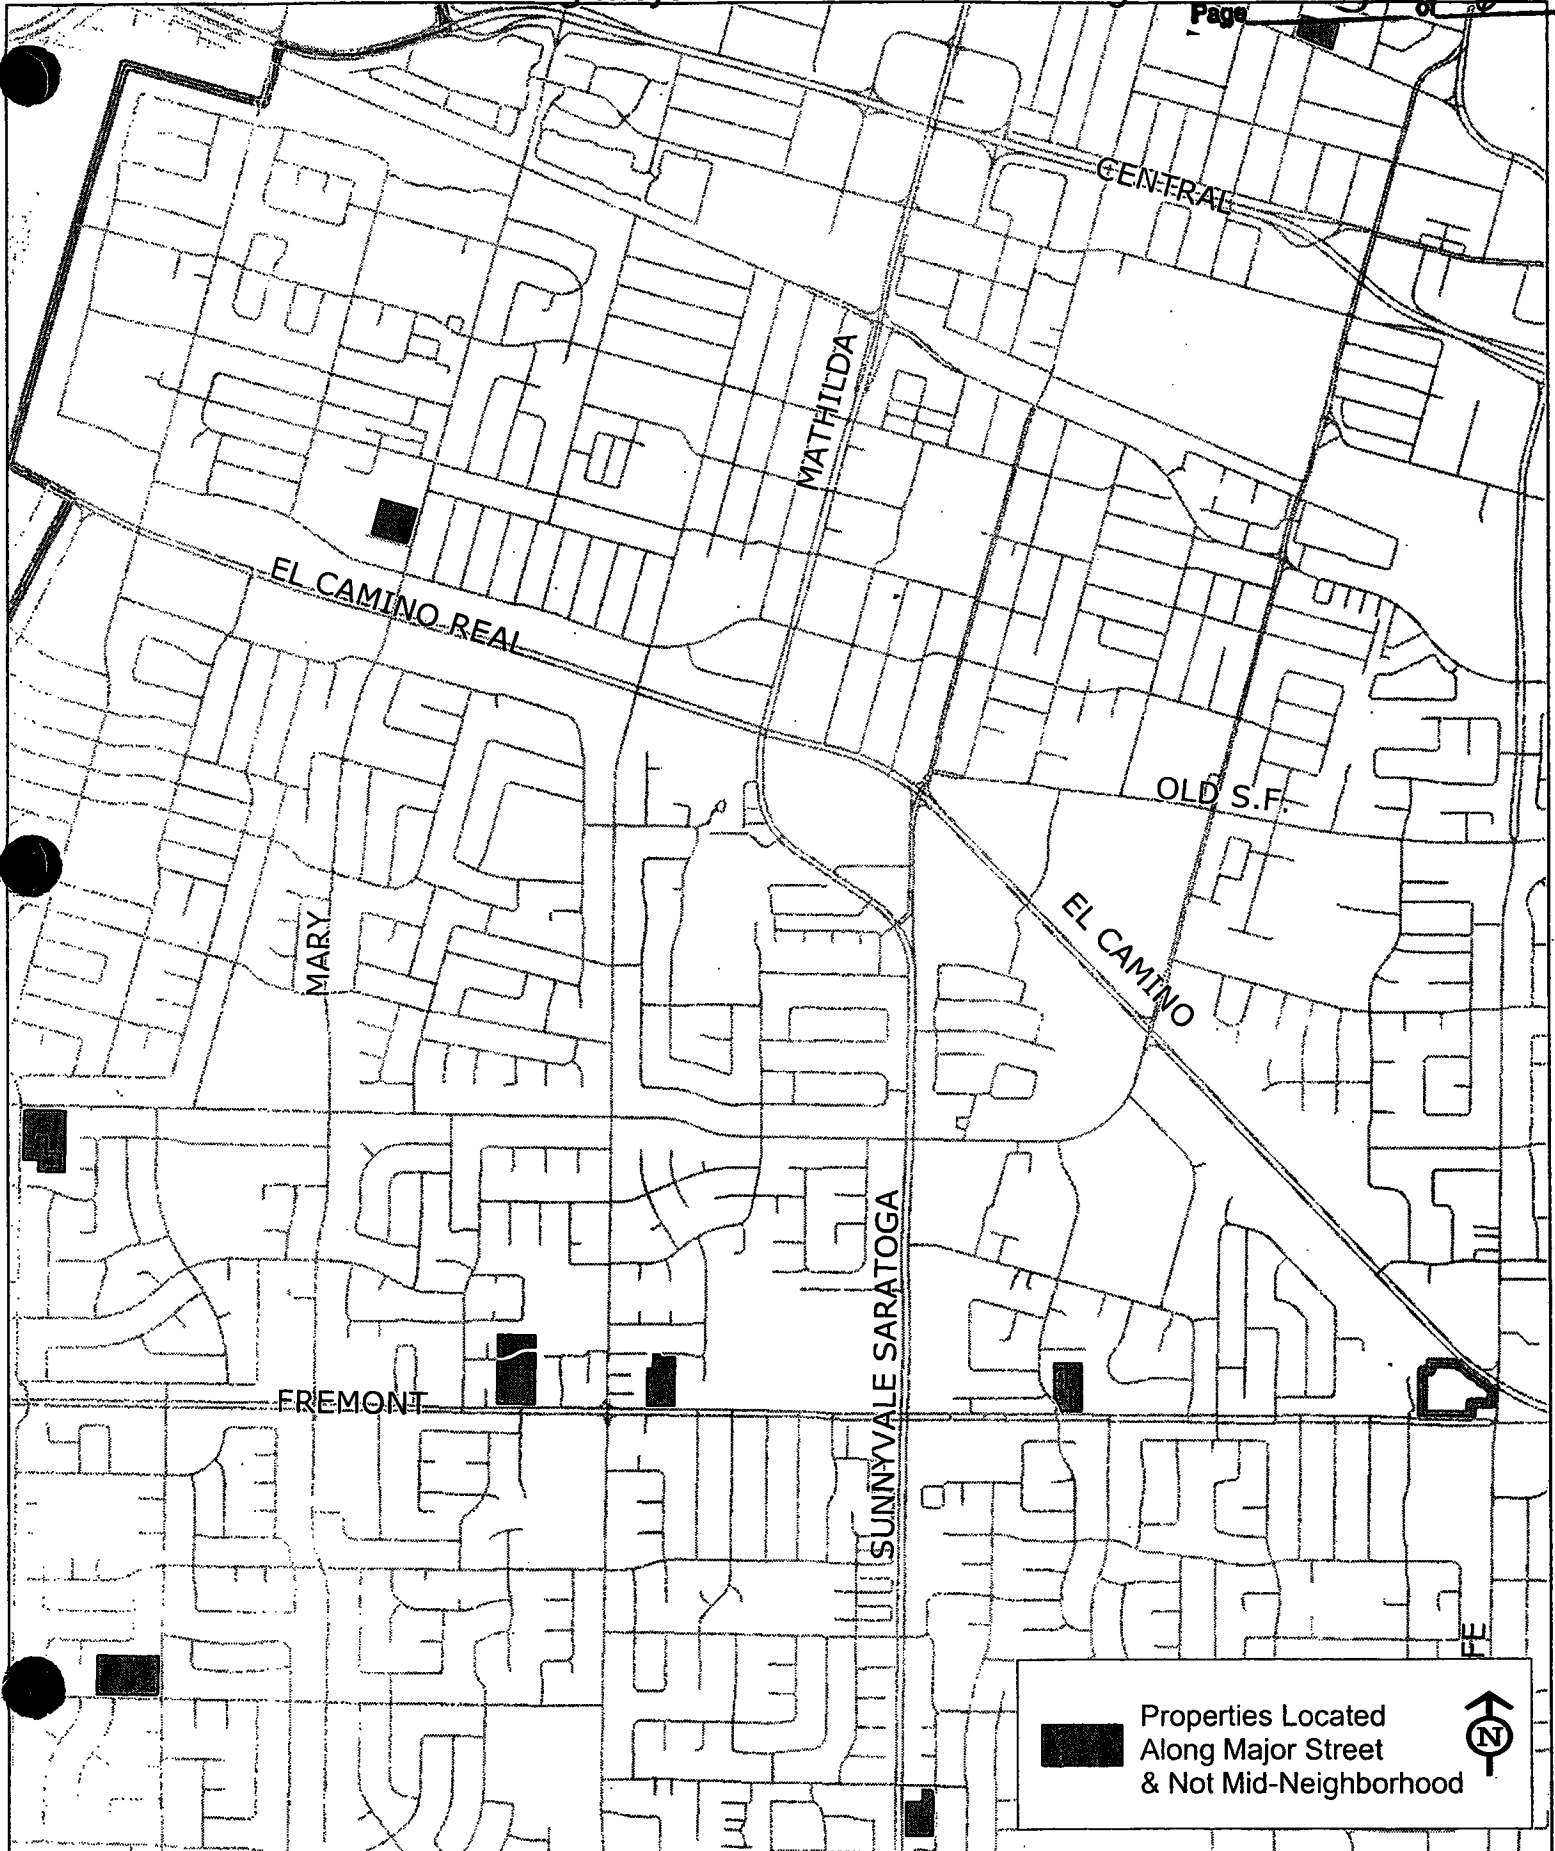 Page
of
CENTRAL
MATHILDA
EL CAMINO REAL
OLD S.F.
EL CAMINO
MARY
SUNNYVALE SARATOGA
FREMONT
FE
Properties Located
Along Major Street
& Not Mid-Neighborhood
N